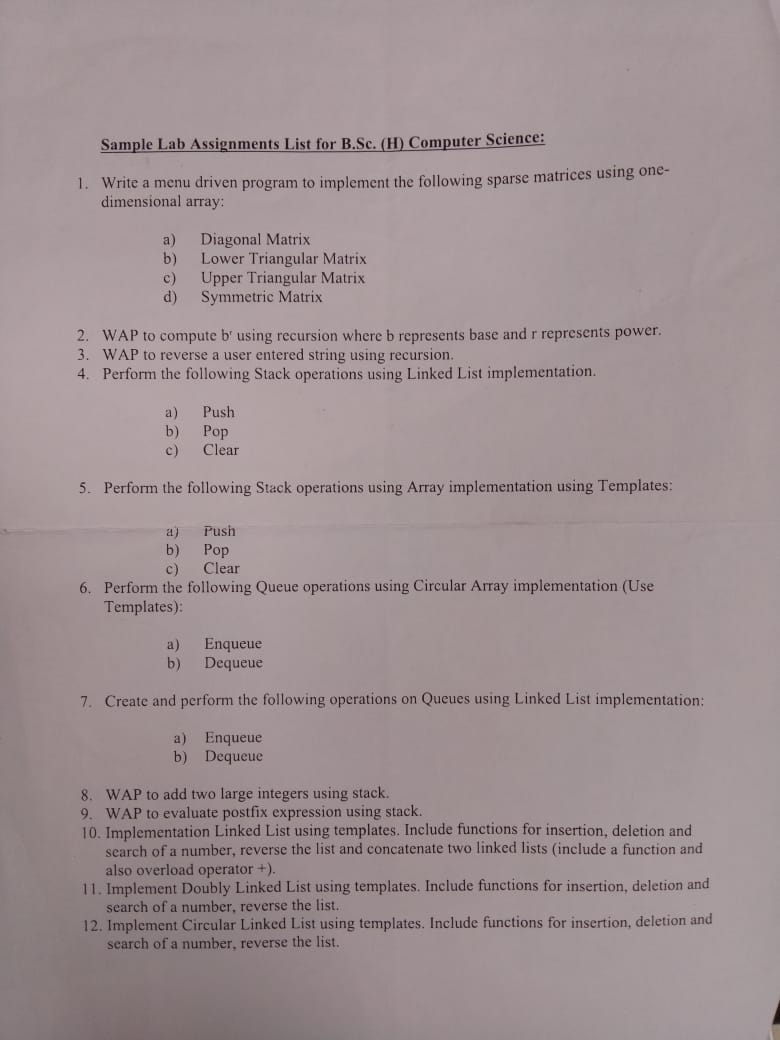 Sample Lab Assignments List for B.Sc. (H) Computer Science:
1. Write a menu driven program to implement the following sparse matrices using one-
dimensional array:
a) Diagonal Matrix
b) Lower Triangular Matrix
c) Upper Triangular Matrix
d) Symmetric Matrix
2. WAP to compute bʳ using recursion where b represents base and r represents power.
3. WAP to reverse a user entered string using recursion.
4. Perform the following Stack operations using Linked List implementation.
a) Push
b) Pop
c) Clear
5. Perform the following Stack operations using Array implementation using Templates:
a) Push
b) Pop
c) Clear
6. Perform the following Queue operations using Circular Array implementation (Use
Templates):
a) Enqueue
b) Dequeue
7. Create and perform the following operations on Queues using Linked List implementation:
a) Enqueue
b) Dequeue
8. WAP to add two large integers using stack.
9. WAP to evaluate postfix expression using stack.
10. Implementation Linked List using templates. Include functions for insertion, deletion and
search of a number, reverse the list and concatenate two linked lists (include a function and
also overload operator +).
11. Implement Doubly Linked List using templates. Include functions for insertion, deletion and
search of a number, reverse the list.
12. Implement Circular Linked List using templates. Include functions for insertion, deletion and
search of a number, reverse the list.